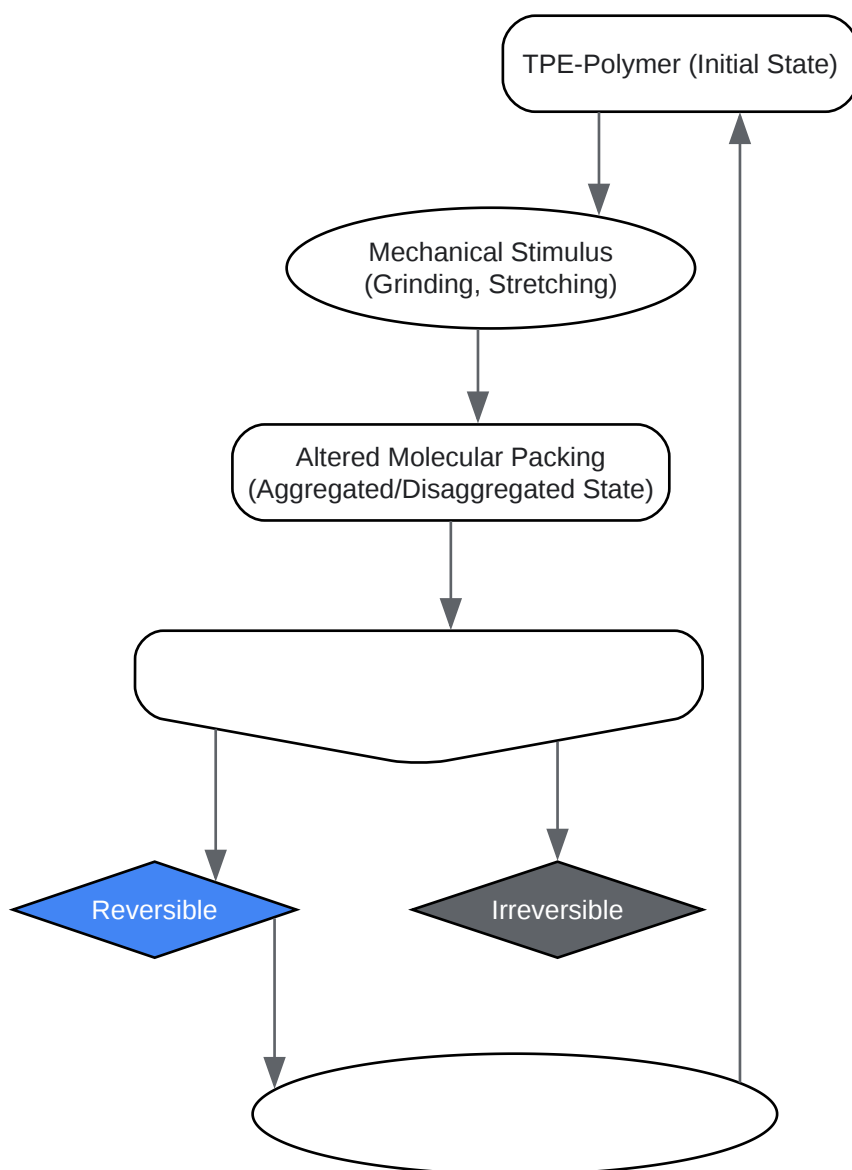 TPE-Polymer (Initial State)
Mechanical Stimulus
(Grinding, Stretching)
Altered Molecular Packing
(Aggregated/Disaggregated State)
Reversible
Irreversible